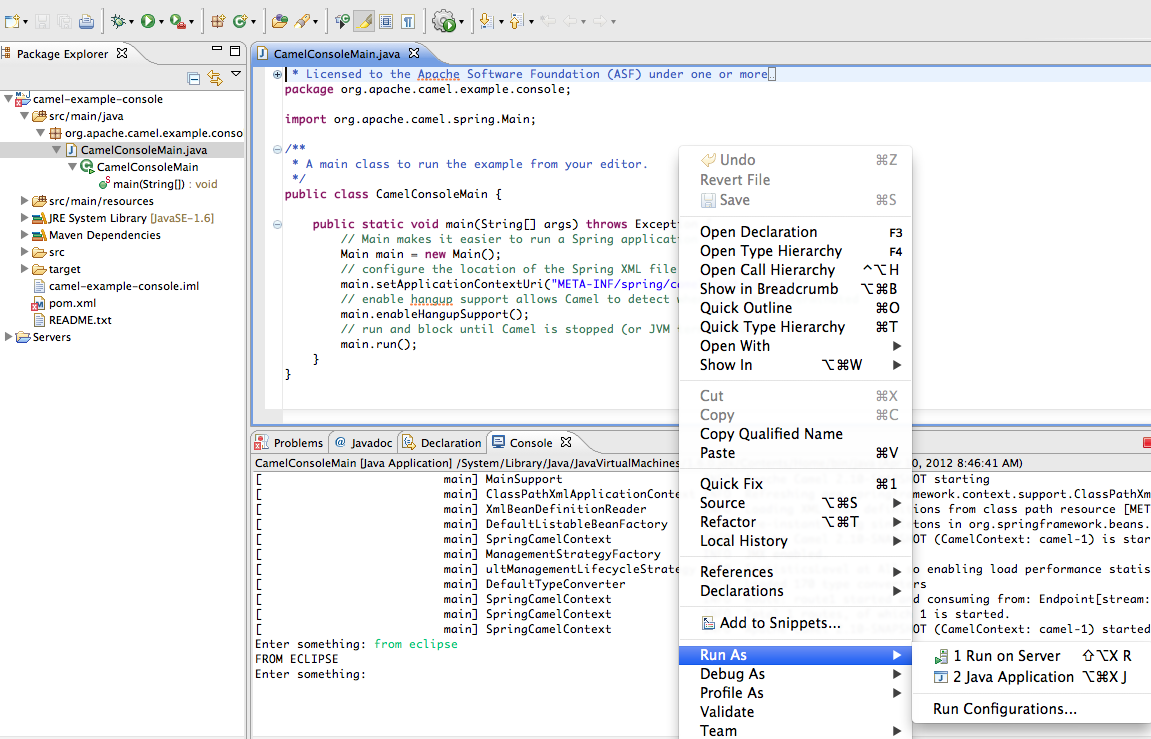 Package Explorer
camel-example-console
src/main/java
org.apache.camel.example.conso
CamelConsoleMain.java
CamelConsoleMain
main(String[]) : void
src/main/resources
JRE System Library [JavaSE-1.6]
Maven Dependencies
src
target
camel-example-console.iml
pom.xml
README.txt
Servers
CamelConsoleMain.java
* Licensed to the Apache Software Foundation (ASF) under one or more
package org.apache.camel.example.console;
import org.apache.camel.spring.Main;
/**
* A main class to run the example from your editor.
*/
public class CamelConsoleMain {
public static void main(String[] args) throws Excepti
// Main makes it easier to run a Spring applicat
Main main = new Main();
// configure the location of the Spring XML file
main.setApplicationContextUri("META-INF/spring/c
// enable hangup support allows Camel to detect
main.enableHangupSupport();
// run and block until Camel is stopped (or JVM
main.run();
}
}
Undo ⌘Z
Revert File
Save ⌘S
Open Declaration F3
Open Type Hierarchy F4
Open Call Hierarchy ^⌥H
Show in Breadcrumb ⌥⌘B
Quick Outline ⌘O
Quick Type Hierarchy ⌘T
Open With
Show In ⌥⌘W
Cut ⌘X
Copy ⌘C
Copy Qualified Name
Paste ⌘V
Quick Fix ⌘1
Source ⌥⌘S
Refactor ⌥⌘T
Local History
References
Declarations
Add to Snippets...
Run As
Debug As
Profile As
Validate
Team
1 Run on Server ⇧⌥X R
2 Java Application ⌥⌘X J
Run Configurations...
Problems @ Javadoc Declaration Console
CamelConsoleMain [Java Application] /System/Library/Java/JavaVirtualMachines 0, 2012 8:46:41 AM)
[ main] MainSupport OT starting
[ main] ClassPathXmlApplicationConte mework.context.support.ClassPathXm
[ main] XmlBeanDefinitionReader ions from class path resource [MET
[ main] DefaultListableBeanFactory tons in org.springframework.beans.
[ main] SpringCamelContext OT (CamelContext: camel-1) is star
[ main] ManagementStrategyFactory
[ main] ultManagementLifecycleStrate o enabling load performance statis
[ main] DefaultTypeConverter rs
[ main] SpringCamelContext d consuming from: Endpoint[stream:
[ main] SpringCamelContext 1 is started.
[ main] SpringCamelContext OT (CamelContext: camel-1) started
Enter something: from eclipse
FROM ECLIPSE
Enter something: